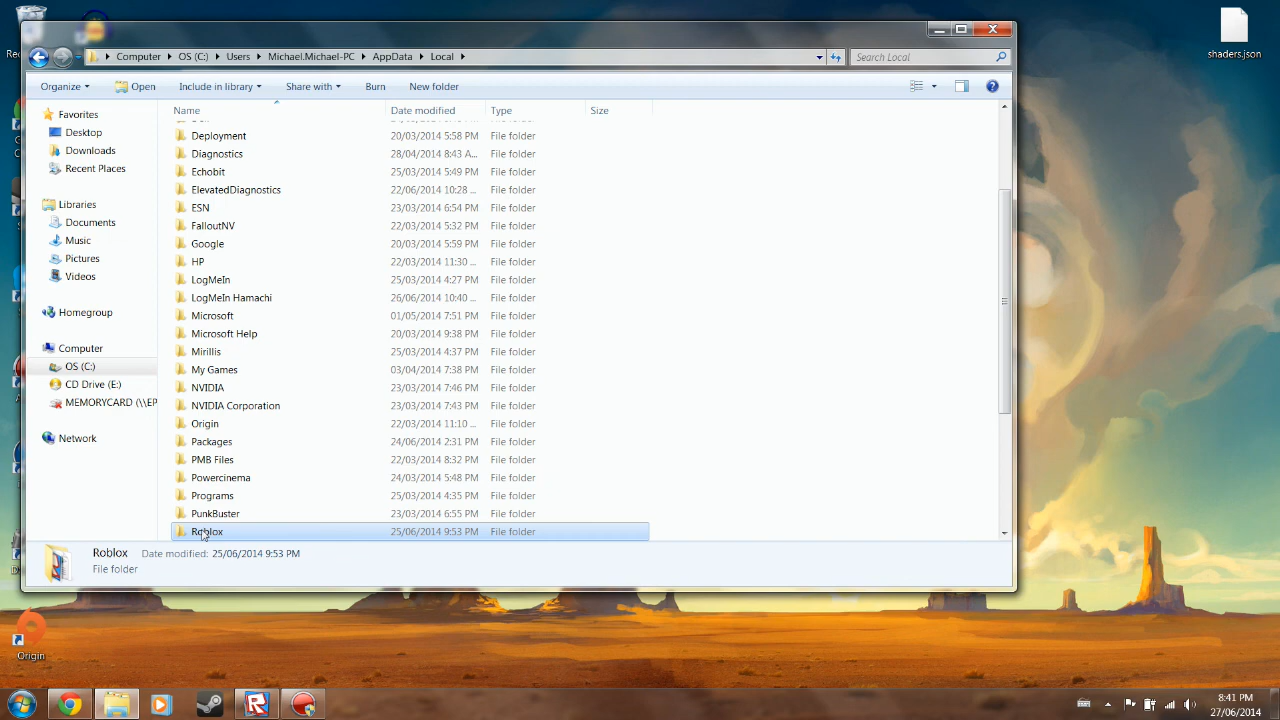 shaders.json
Computer OS (C:) Users Michael.Michael-PC AppData Local
Search Local
Organize Open Include in library Share with Burn New folder
Name Date modified Type Size
Favorites
Desktop
Downloads
Recent Places
Libraries
Documents
Music
Pictures
Videos
Homegroup
Computer
OS (C:)
CD Drive (E:)
MEMORYCARD (\\EP
Network
Deployment 20/03/2014 5:58 PM File folder
Diagnostics 28/04/2014 8:43 A... File folder
Echobit 25/03/2014 5:49 PM File folder
ElevatedDiagnostics 22/06/2014 10:28 ... File folder
ESN 23/03/2014 6:54 PM File folder
FalloutNV 22/03/2014 5:32 PM File folder
Google 20/03/2014 5:59 PM File folder
HP 22/03/2014 11:30 ... File folder
LogMeIn 25/03/2014 4:27 PM File folder
LogMeIn Hamachi 26/06/2014 10:40 ... File folder
Microsoft 01/05/2014 7:51 PM File folder
Microsoft Help 20/03/2014 9:38 PM File folder
Mirillis 25/03/2014 4:37 PM File folder
My Games 03/04/2014 7:38 PM File folder
NVIDIA 23/03/2014 7:46 PM File folder
NVIDIA Corporation 23/03/2014 7:43 PM File folder
Origin 22/03/2014 11:10 ... File folder
Packages 24/06/2014 2:31 PM File folder
PMB Files 22/03/2014 8:32 PM File folder
Powercinema 24/03/2014 5:48 PM File folder
Programs 25/03/2014 4:35 PM File folder
PunkBuster 23/03/2014 6:55 PM File folder
Roblox 25/06/2014 9:53 PM File folder
Roblox Date modified: 25/06/2014 9:53 PM
File folder
Origin
8:41 PM
27/06/2014